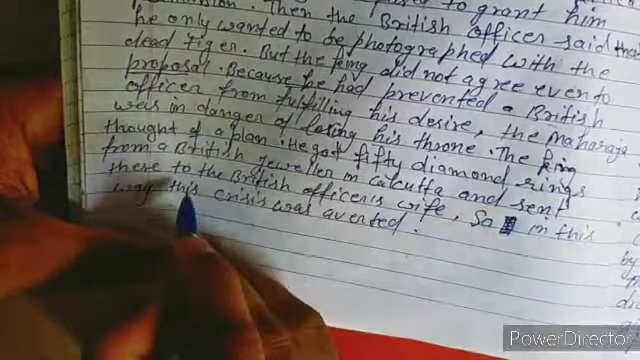 to grant him
Then the British officer said that
he only wanted to be photographed with the
dead tiger. But the king did not agree even to
proposal. Because he had prevented a British
officer from fulfilling his desire, the Maharaja
was in danger of losing his throne. The king
thought of a plan. He got fifty diamond rings
from a British jeweller in Calcutta and sent
these to the British officer's wife, So in this
way this crisis was averted.
by
PowerDirector